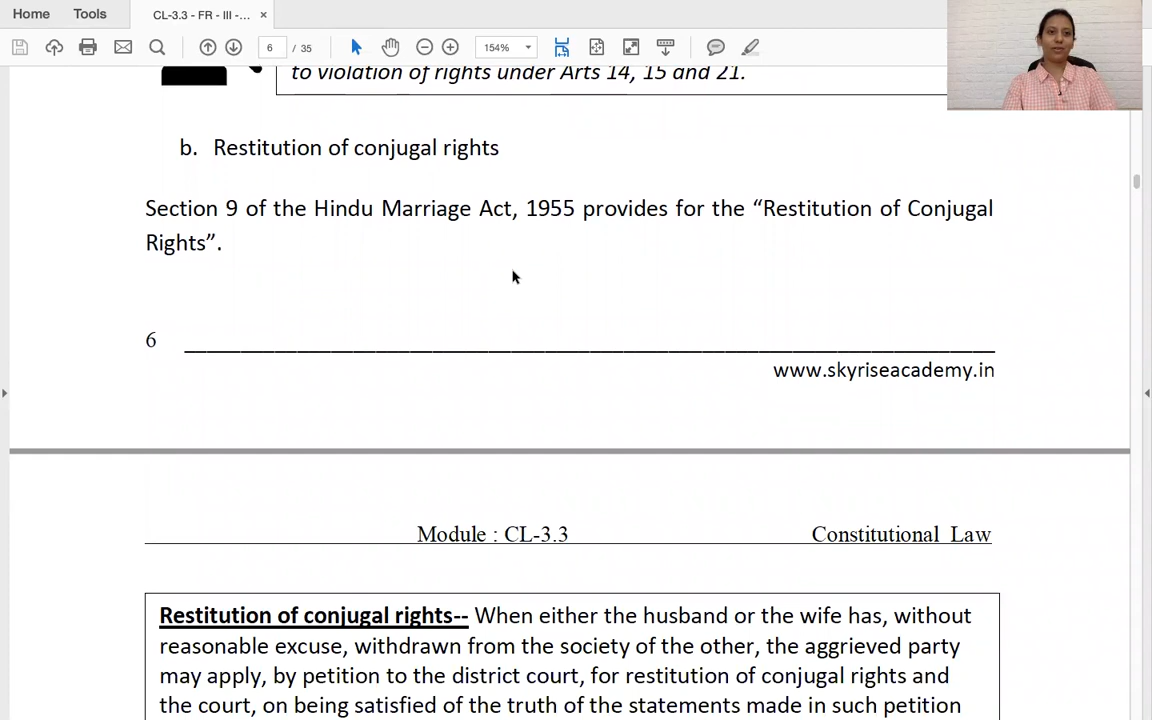 Home Tools CL-3.3 - FR - III -... ×
6 / 35 154%
to violation of rights under Arts 14, 15 and 21.
b. Restitution of conjugal rights
Section 9 of the Hindu Marriage Act, 1955 provides for the “Restitution of Conjugal
Rights”.
6
www.skyriseacademy.in
Module : CL-3.3 Constitutional Law
Restitution of conjugal rights-- When either the husband or the wife has, without
reasonable excuse, withdrawn from the society of the other, the aggrieved party
may apply, by petition to the district court, for restitution of conjugal rights and
the court, on being satisfied of the truth of the statements made in such petition